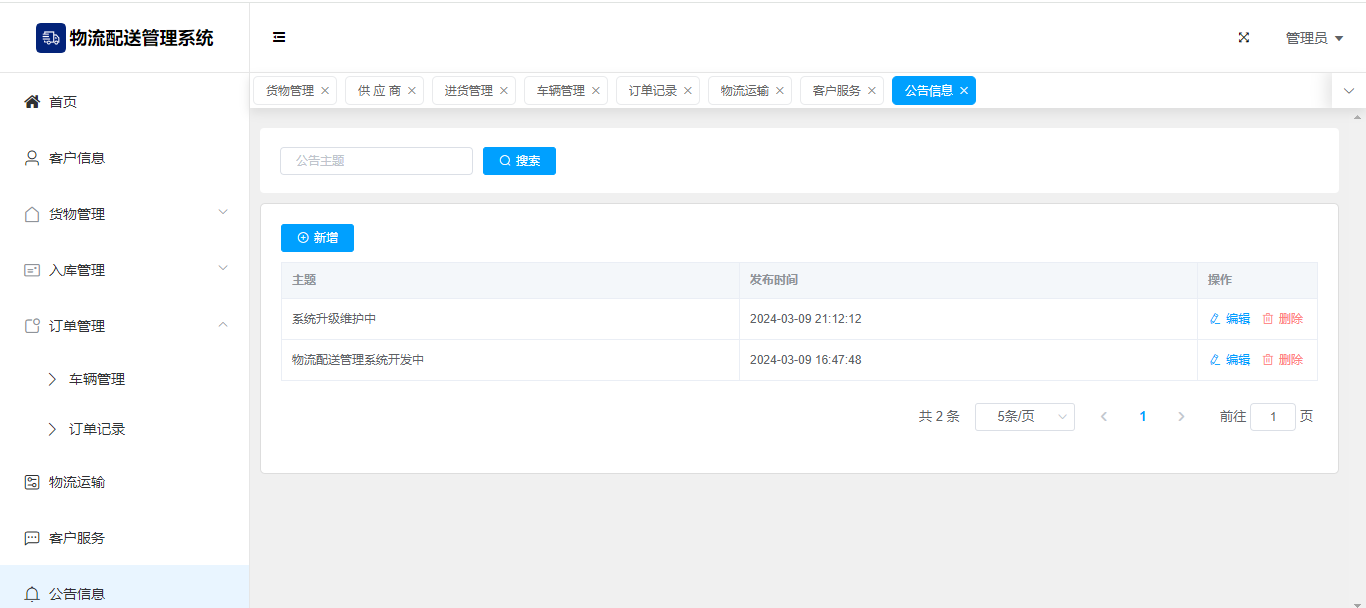 物流配送管理系统
管理员
首页
客户信息
货物管理
入库管理
订单管理
车辆管理
订单记录
物流运输
客户服务
公告信息
货物管理 供 应 商 进货管理 车辆管理 订单记录 物流运输 客户服务 公告信息
公告主题 搜索
新增
主题 发布时间 操作
系统升级维护中 2024-03-09 21:12:12 编辑 删除
物流配送管理系统开发中 2024-03-09 16:47:48 编辑 删除
共 2 条 5条/页 1 前往 1 页